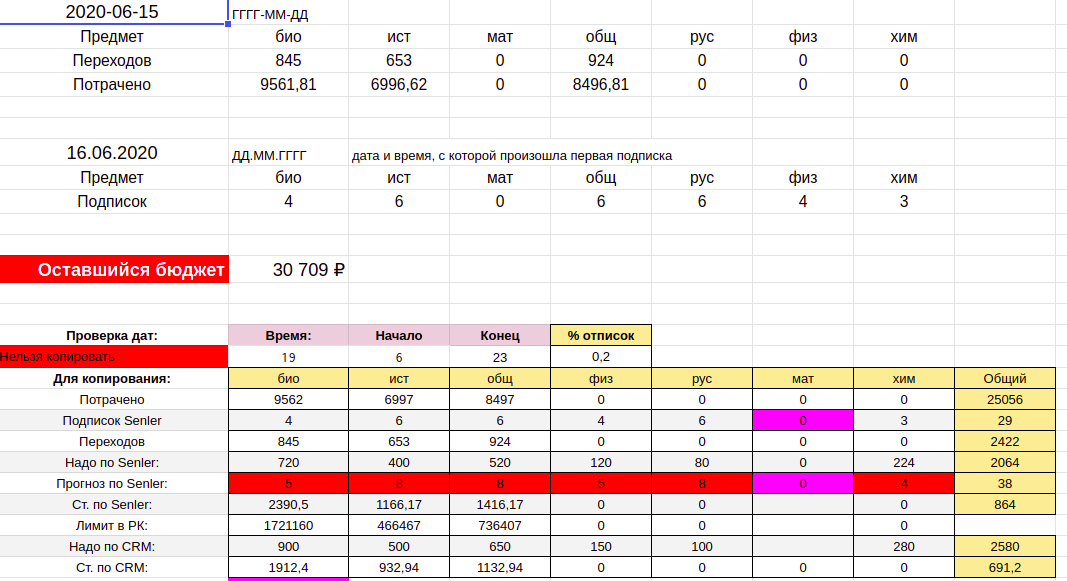 2020-06-15 ГГГГ-ММ-ДД
Предмет био ист мат общ рус физ хим
Переходов 845 653 0 924 0 0 0
Потрачено 9561,81 6996,62 0 8496,81 0 0 0
16.06.2020 ДД.ММ.ГГГГ дата и время, с которой произошла первая подписка
Предмет био ист мат общ рус физ хим
Подписок 4 6 0 6 6 4 3
Оставшийся бюджет 30 709 ₽
Проверка дат: Время: Начало Конец % отписок
Нельзя копировать 19 6 23 0,2
Для копирования: био ист общ физ рус мат хим Общий
Потрачено 9562 6997 8497 0 0 0 0 25056
Подписок Senler 4 6 6 4 6 0 3 29
Переходов 845 653 924 0 0 0 0 2422
Надо по Senler: 720 400 520 120 80 0 224 2064
Прогноз по Senler: 5 8 8 5 8 0 4 38
Ст. по Senler: 2390,5 1166,17 1416,17 0 0 0 864
Лимит в РК: 1721160 466467 736407 0 0 0
Надо по CRM: 900 500 650 150 100 280 2580
Ст. по CRM: 1912,4 932,94 1132,94 0 0 0 0 691,2